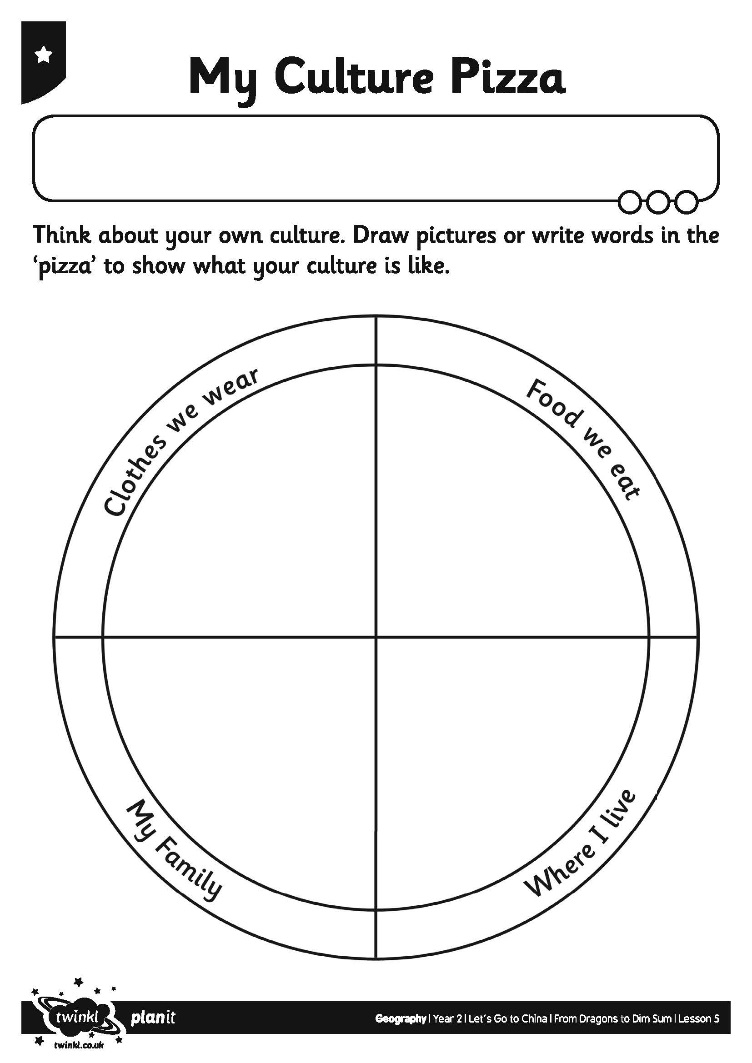 My Culture Pizza
Think about your own culture. Draw pictures or write words in the
‘pizza’ to show what your culture is like.
Clothes we wear
Food we eat
My Family
Where I live
twinkl
planit
twinkl.co.uk
Geography | Year 2 | Let's Go to China | From Dragons to Dim Sum | Lesson 5